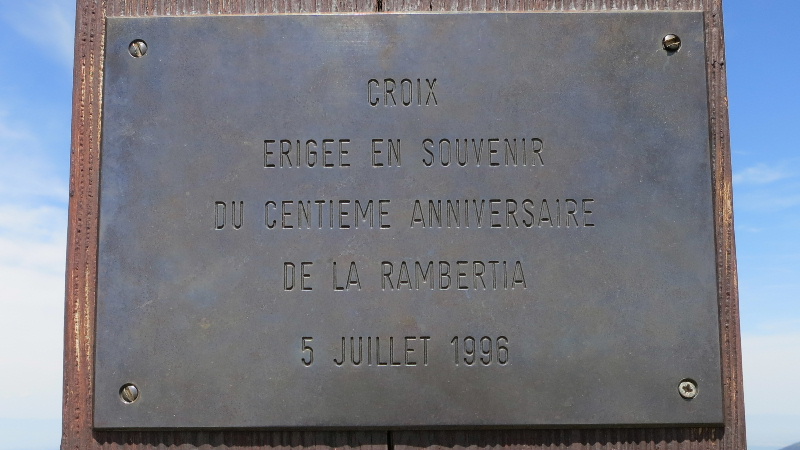 CROIX
ERIGEE EN SOUVENIR
DU CENTIEME ANNIVERSAIRE
DE LA RAMBERTIA
5 JUILLET 1996